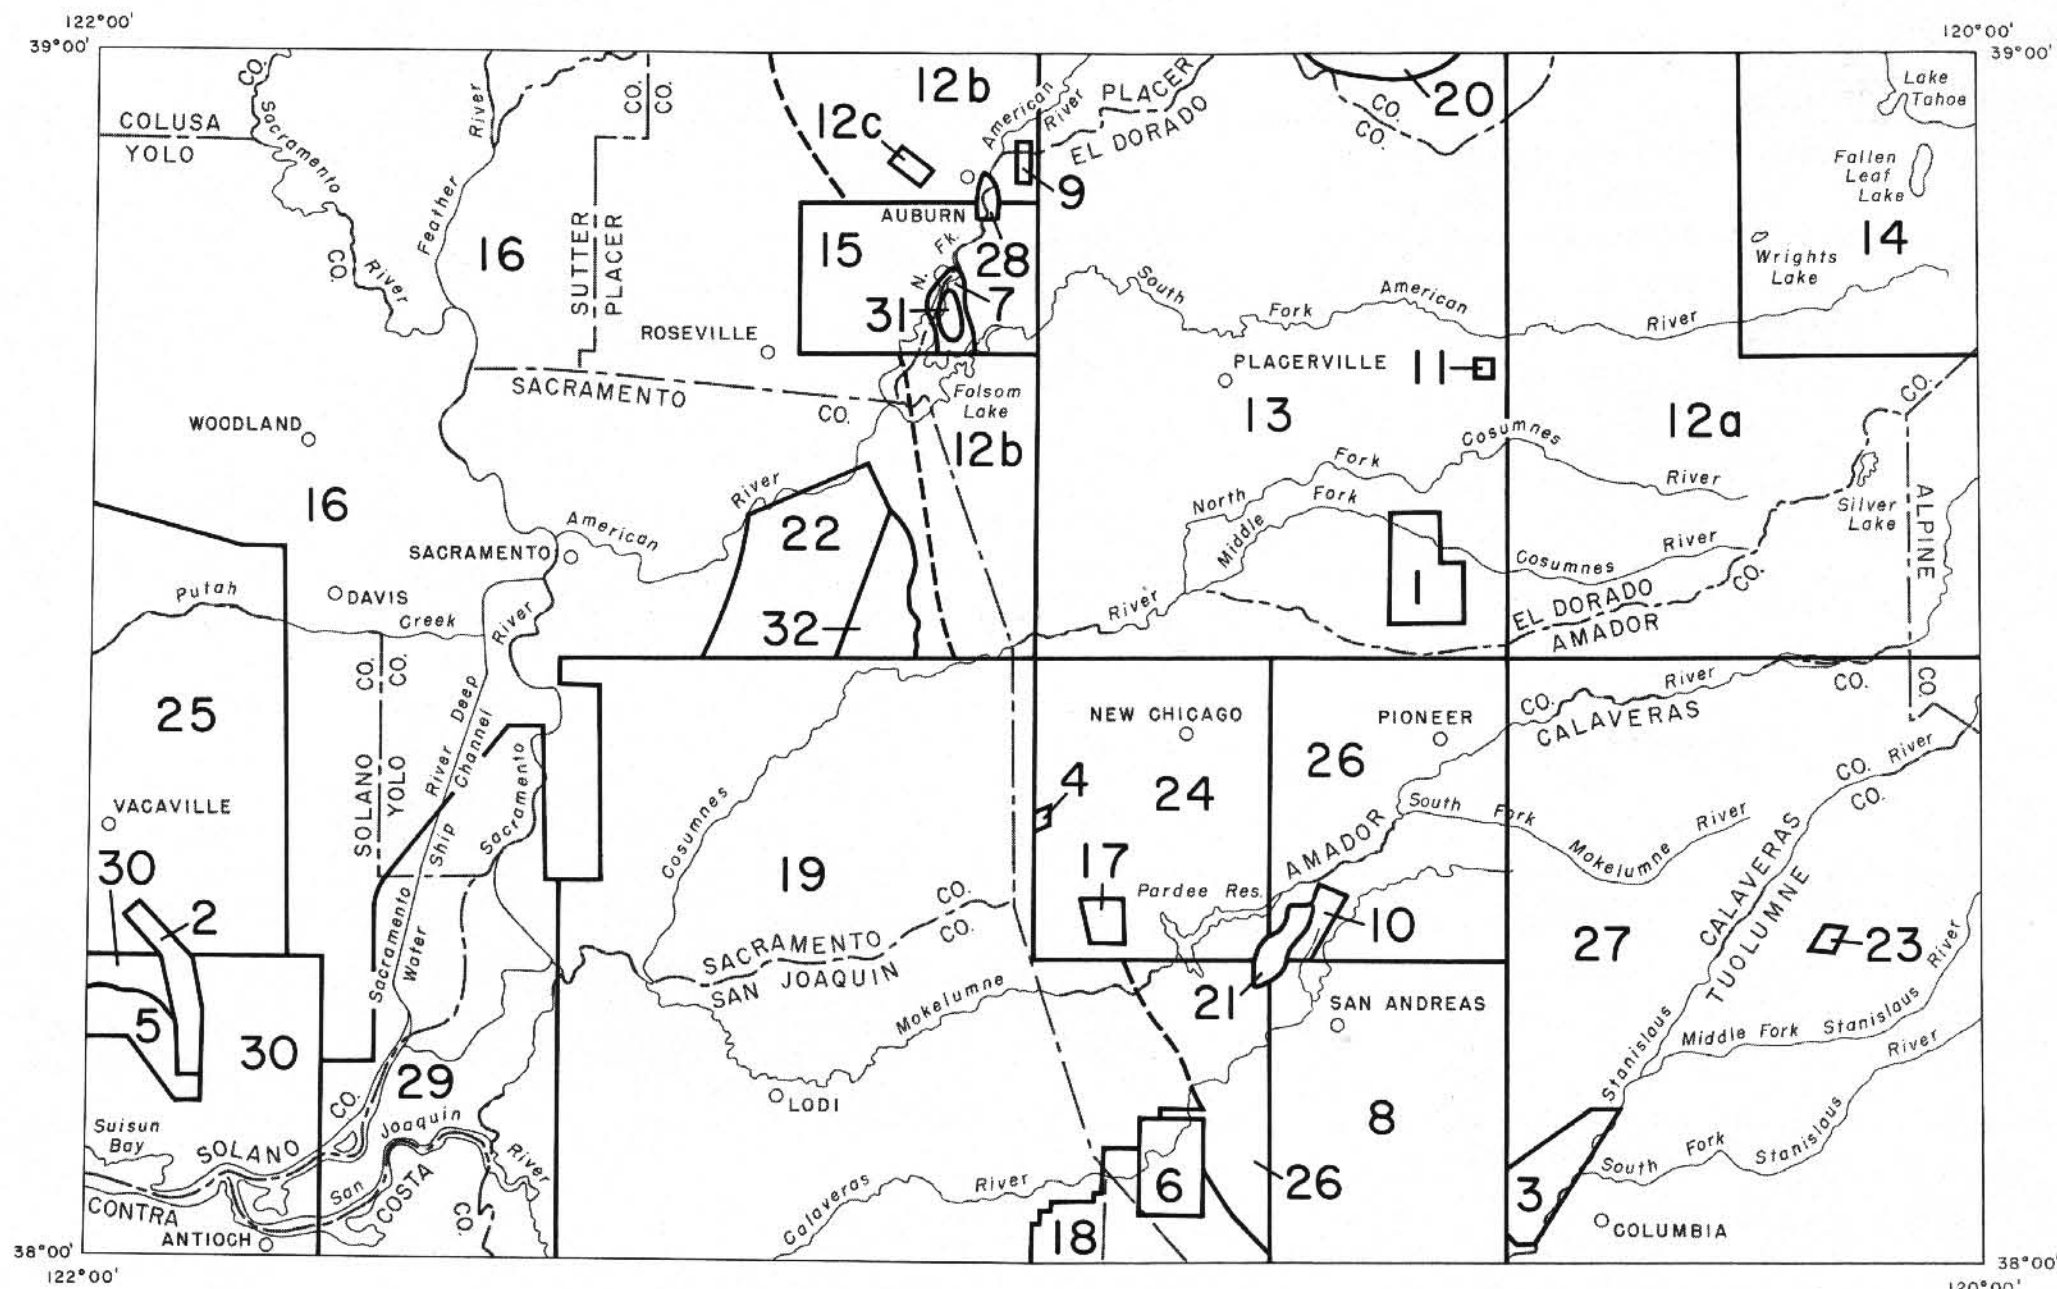 122°00'
39°00'
120°00'
39°00'
COLUSA
YOLO
CO.
Sacramento
River
CO.
Feather
River
CO.
CO.
SUTTER
PLACER
16
12b
12c
American
River
PLACER
EL DORADO
9
CO.
CO.
20
Lake
Tahoe
Fallen
Leaf
Lake
14
Wrights
Lake
AUBURN
15
N. Fk.
28
7
31
South
Fork
American
River
ROSEVILLE
SACRAMENTO
CO.
Folsom
Lake
12b
PLACERVILLE
11
13
12a
CO.
WOODLAND
16
Cosumnes
Fork
North
River
Fork
Middle
Silver
Lake
ALPINE
CO.
River
American
22
SACRAMENTO
1
Cosumnes
River
CO.
EL DORADO
AMADOR
Putah
Creek
DAVIS
River
32
River
CO.
CO.
25
SOLANO
YOLO
River
Deep
Channel
Ship
Sacramento
Water
Sacramento
VACAVILLE
30
2
5
30
NEW CHICAGO
PIONEER
CO.
River
CALAVERAS
CO.
4
24
26
17
Cosumnes
19
CO.
CO.
SACRAMENTO
SAN JOAQUIN
Mokelumne
AMADOR
Pardee Res.
South
Fork
Mokelumne
River
10
21
SAN ANDREAS
CO.
CO.
River
CALAVERAS
TUOLUMNE
27
23
River
Stanislaus
Middle Fork
Stanislaus
River
29
CO.
LODI
8
Suisun
Bay
SOLANO
Joaquin
River
San
COSTA
CO.
CONTRA
ANTIOCH
Calaveras
River
6
18
26
3
South
Fork
Stanislaus
COLUMBIA
38°00'
122°00'
38°00'
120°00'